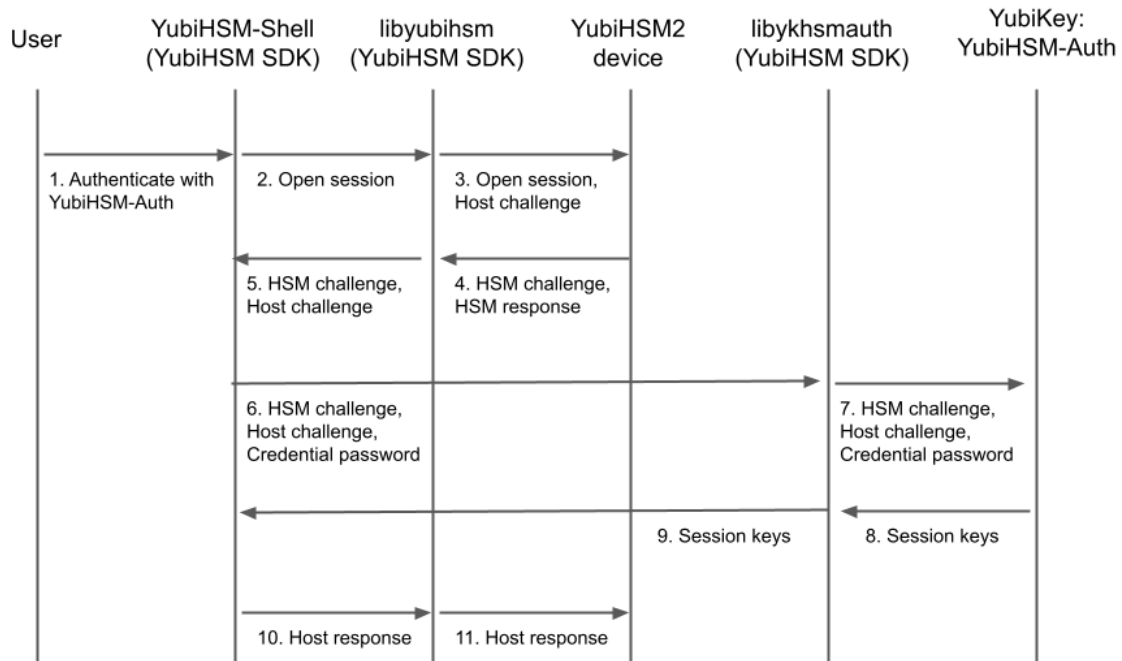 User
YubiHSM-Shell
(YubiHSM SDK)
libyubihsm
(YubiHSM SDK)
YubiHSM2
device
libykhsmauth
(YubiHSM SDK)
YubiKey:
YubiHSM-Auth
1. Authenticate with
YubiHSM-Auth
2. Open session
3. Open session,
Host challenge
5. HSM challenge,
Host challenge
4. HSM challenge,
HSM response
6. HSM challenge,
Host challenge,
Credential password
7. HSM challenge,
Host challenge,
Credential password
9. Session keys
8. Session keys
10. Host response
11. Host response